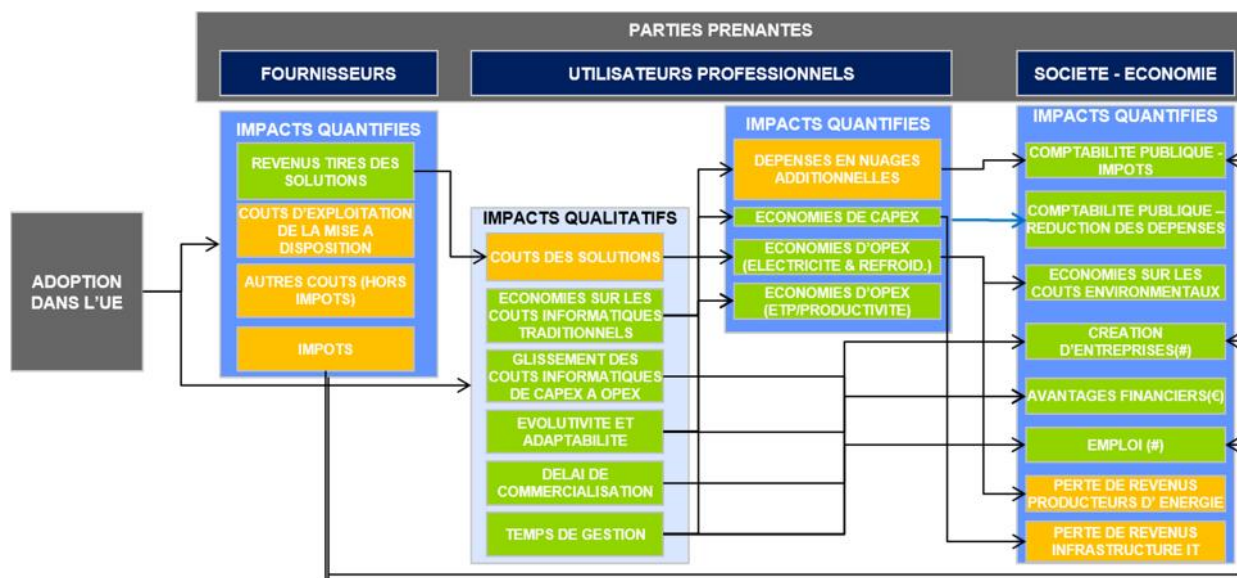 PARTIES PRENANTES
FOURNISSEURS
UTILISATEURS PROFESSIONNELS
SOCIETE - ECONOMIE
ADOPTION
DANS L'UE
IMPACTS QUANTIFIES
REVENUS TIRES DES
SOLUTIONS
COUTS D'EXPLOITATION
DE LA MISE A
DISPOSITION
AUTRES COUTS (HORS
IMPOTS)
IMPOTS
IMPACTS QUALITATIFS
COUTS DES SOLUTIONS
ECONOMIES SUR LES
COUTS INFORMATIQUES
TRADITIONNELS
GLISSEMENT DES
COUTS INFORMATIQUES
DE CAPEX A OPEX
EVOLUTIVITE ET
ADAPTABILITE
DELAI DE
COMMERCIALISATION
TEMPS DE GESTION
IMPACTS QUANTIFIES
DEPENSES EN NUAGES
ADDITIONNELLES
ECONOMIES DE CAPEX
ECONOMIES D'OPEX
(ELECTRICITE & REFROID.)
ECONOMIES D'OPEX
(ETP/PRODUCTIVITE)
IMPACTS QUANTIFIES
COMPTABILITE PUBLIQUE -
IMPOTS
COMPTABILITE PUBLIQUE –
REDUCTION DES DEPENSES
ECONOMIES SUR LES
COUTS ENVIRONMENTAUX
CREATION
D'ENTREPRISES(#)
AVANTAGES FINANCIERS(€)
EMPLOI (#)
PERTE DE REVENUS
PRODUCTEURS D' ENERGIE
PERTE DE REVENUS
INFRASTRUCTURE IT